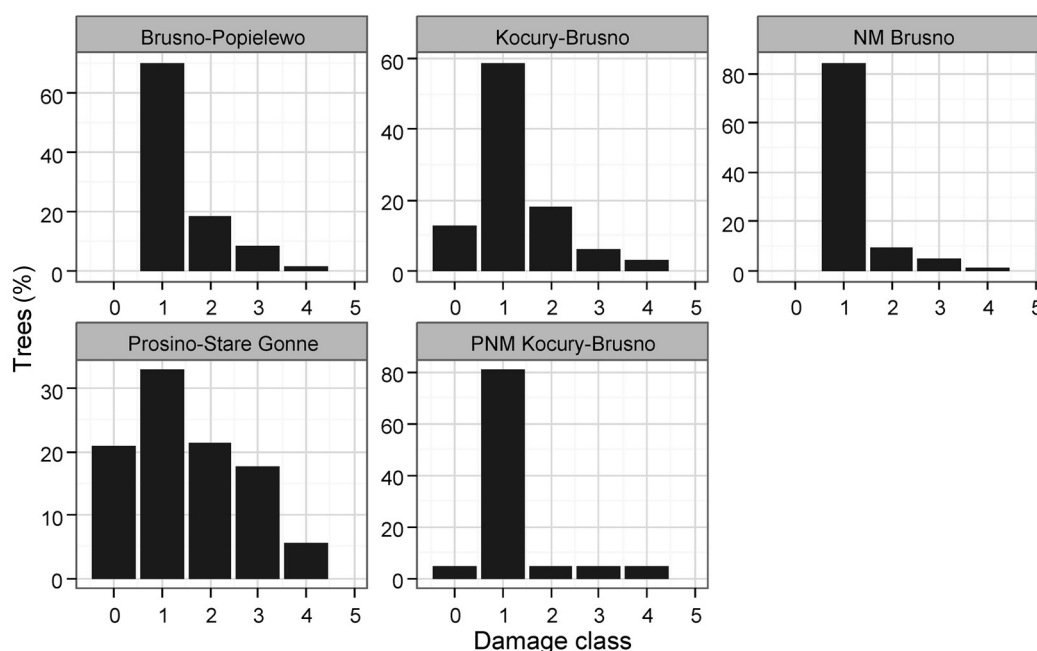 Brusno-Popielewo
Kocury-Brusno
NM Brusno
60
40
20
0
60
40
20
0
80
60
40
20
0
0 1 2 3 4 5
0 1 2 3 4 5
0 1 2 3 4 5
Trees (%)
Prosino-Stare Gonne
PNM Kocury-Brusno
30
20
10
0
80
60
40
20
0
0 1 2 3 4 5
0 1 2 3 4 5
Damage class